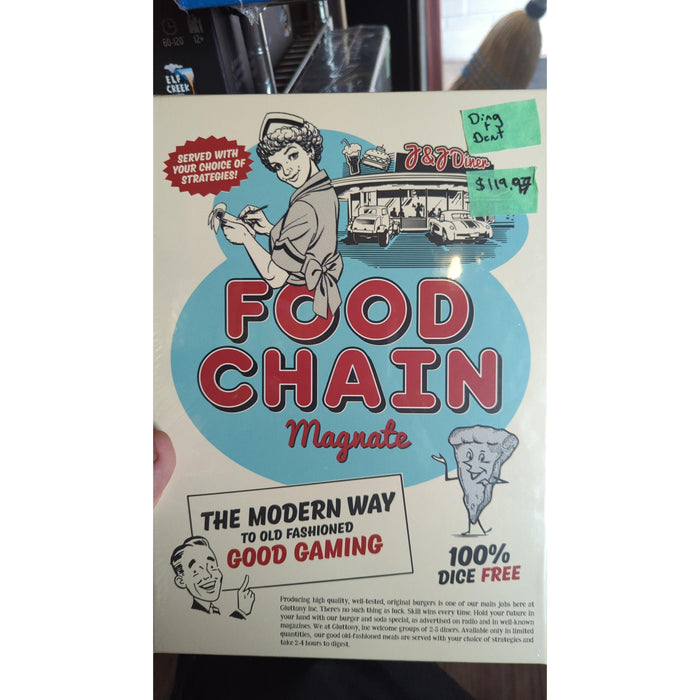 60-120'
12+
ELF
CREEK
Ding
+
Dent
$119.97
SERVED WITH
YOUR CHOICE OF
STRATEGIES!
J & J Diner
FOOD
CHAIN
Magnate
THE MODERN WAY
TO OLD FASHIONED
GOOD GAMING
100%
DICE FREE
Producing high quality, well-tested, original burgers is one of our main jobs here at
Gluttony inc. There's no such thing as luck. Skill wins every time. Hold your future in
your hand with our burger and soda special, as advertised on radio and in well-known
magazines. We at Gluttony, Inc welcome groups of 2-5 diners. Available only in limited
quantities, our good old-fashioned meals are served with your choice of strategies and
take 2-4 hours to digest.